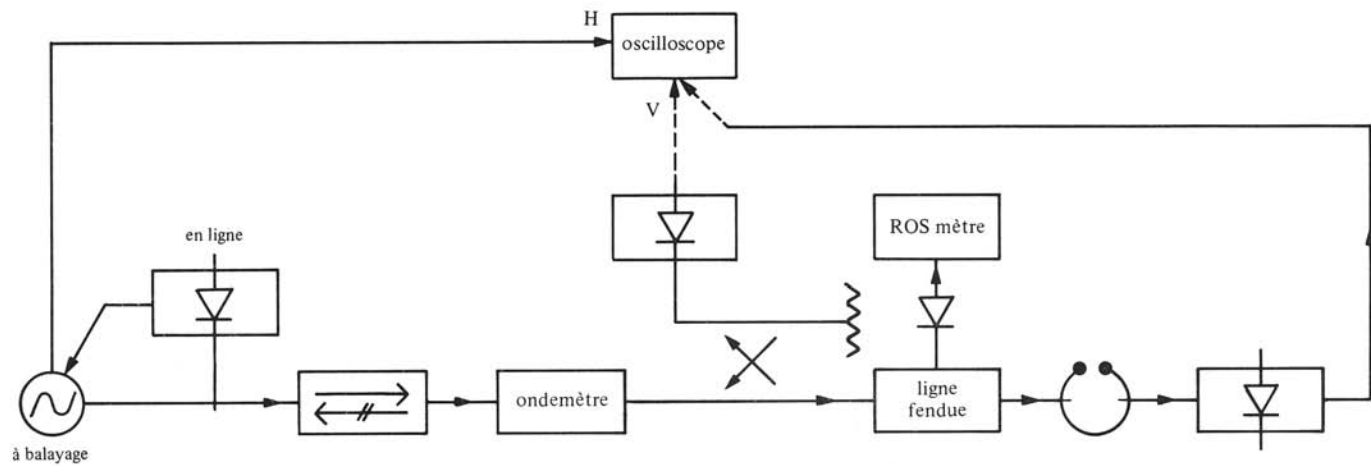 H
oscilloscope
V
en ligne
ROS mètre
ondemètre
ligne
fendue
à balayage